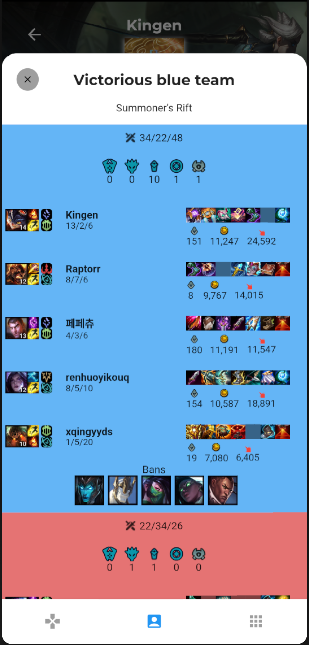 Kingen
Victorious blue team
Summoner's Rift
34/22/48
0 0 10 1 1
14
Kingen
13/2/6
151 11,247 24,592
12
Raptorr
8/7/6
8 9,767 14,015
13
페페츄
4/3/6
180 11,191 11,547
12
renhuoyikouq
8/5/10
154 10,587 18,891
10
xqingyyds
1/5/20
19 7,080 6,405
Bans
22/34/26
0 1 1 0 0